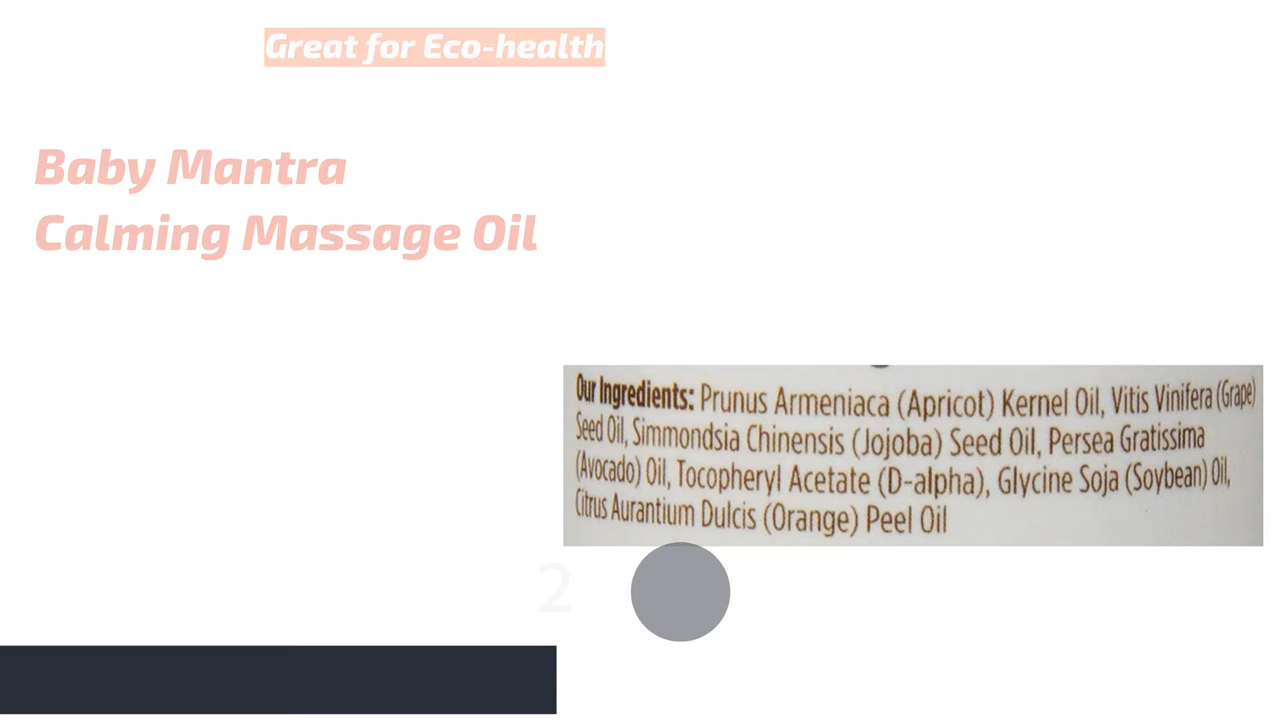 Great for Eco-health
Baby Mantra
Calming Massage Oil
Our Ingredients: Prunus Armeniaca (Apricot) Kernel Oil, Vitis Vinifera (Grape)
Seed Oil, Simmondsia Chinensis (Jojoba) Seed Oil, Persea Gratissima
(Avocado) Oil, Tocopheryl Acetate (D-alpha), Glycine Soja (Soybean) Oil,
Citrus Aurantium Dulcis (Orange) Peel Oil
2